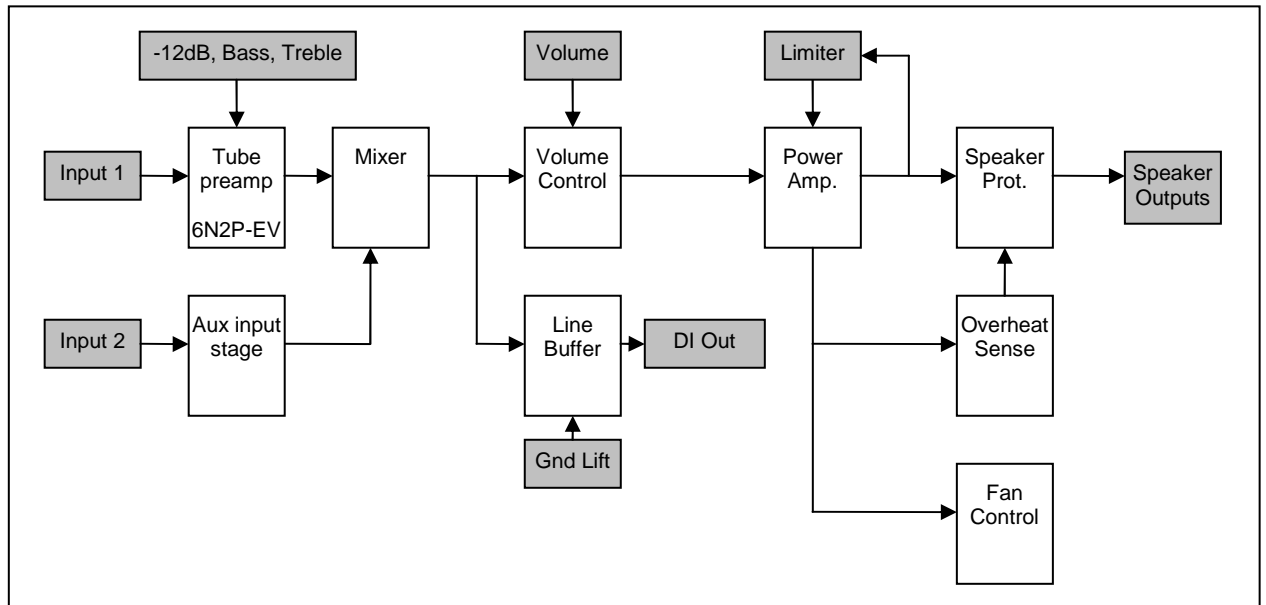 -12dB, Bass, Treble
Volume
Limiter
Input 1
Tube
preamp
6N2P-EV
Mixer
Volume
Control
Power
Amp.
Speaker
Prot.
Speaker
Outputs
Input 2
Aux input
stage
Line
Buffer
DI Out
Overheat
Sense
Gnd Lift
Fan
Control